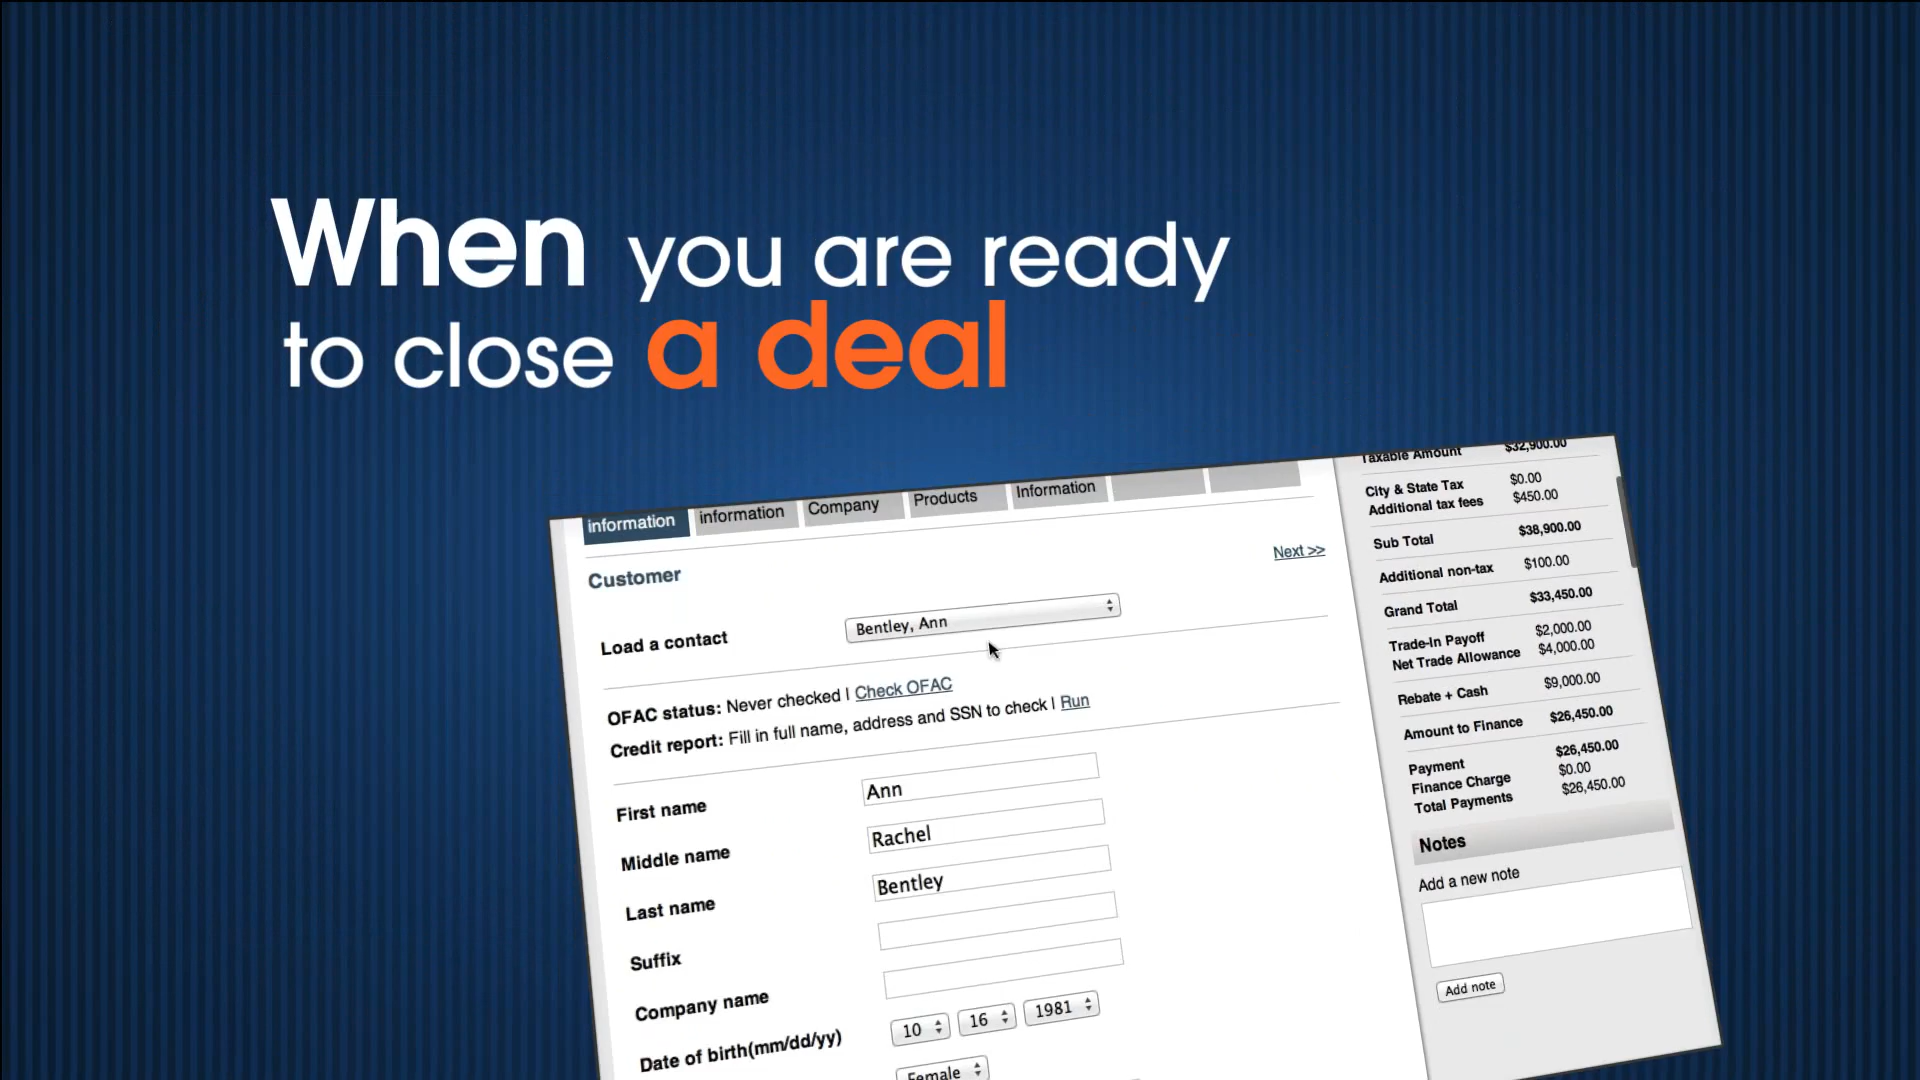 When you are ready
to close a deal
information information Company Products Information
Next >>
Customer
Load a contact Bentley, Ann
OFAC status: Never checked | Check OFAC
Credit report: Fill in full name, address and SSN to check | Run
First name Ann
Middle name Rachel
Last name Bentley
Suffix
Company name
Date of birth(mm/dd/yy) 10 16 1981
Female
Taxable Amount $32,900.00
City & State Tax $0.00
Additional tax fees $450.00
Sub Total $38,900.00
Additional non-tax $100.00
Grand Total $33,450.00
Trade-In Payoff $2,000.00
Net Trade Allowance $4,000.00
Rebate + Cash $9,000.00
Amount to Finance $26,450.00
Payment $26,450.00
Finance Charge $0.00
Total Payments $26,450.00
Notes
Add a new note
Add note